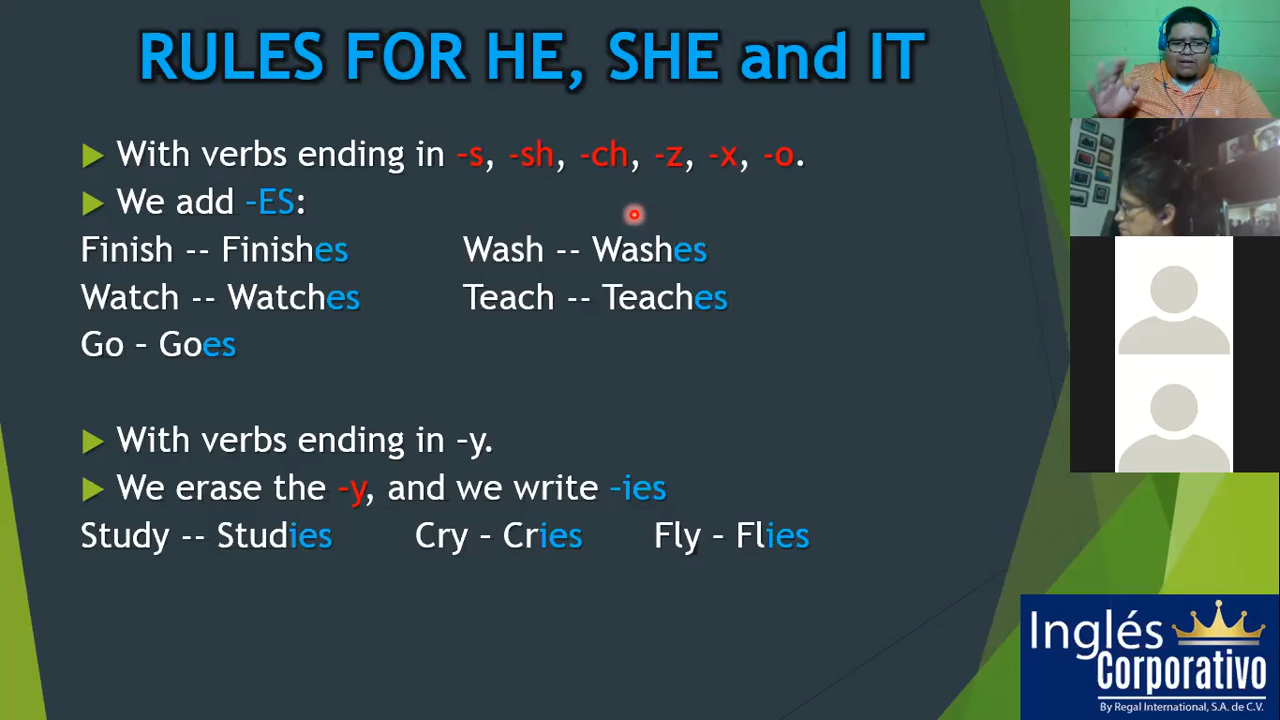 RULES FOR HE, SHE and IT
With verbs ending in –s, -sh, -ch, -z, -x, -o.
We add –ES:
Finish -- Finishes Wash -- Washes
Watch -- Watches Teach -- Teaches
Go – Goes
With verbs ending in –y.
We erase the –y, and we write –ies
Study -- Studies Cry – Cries Fly – Flies
Inglés
Corporativo
By Regal International, S.A. de C.V.